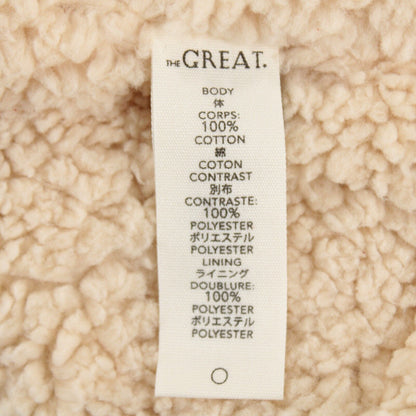 THE GREAT.
BODY
体
CORPS:
100%
COTTON
綿
COTON
CONTRAST
別布
CONTRASTE:
100%
POLYESTER
ポリエステル
POLYESTER
LINING
ライニング
DOUBLURE:
100%
POLYESTER
ポリエステル
POLYESTER